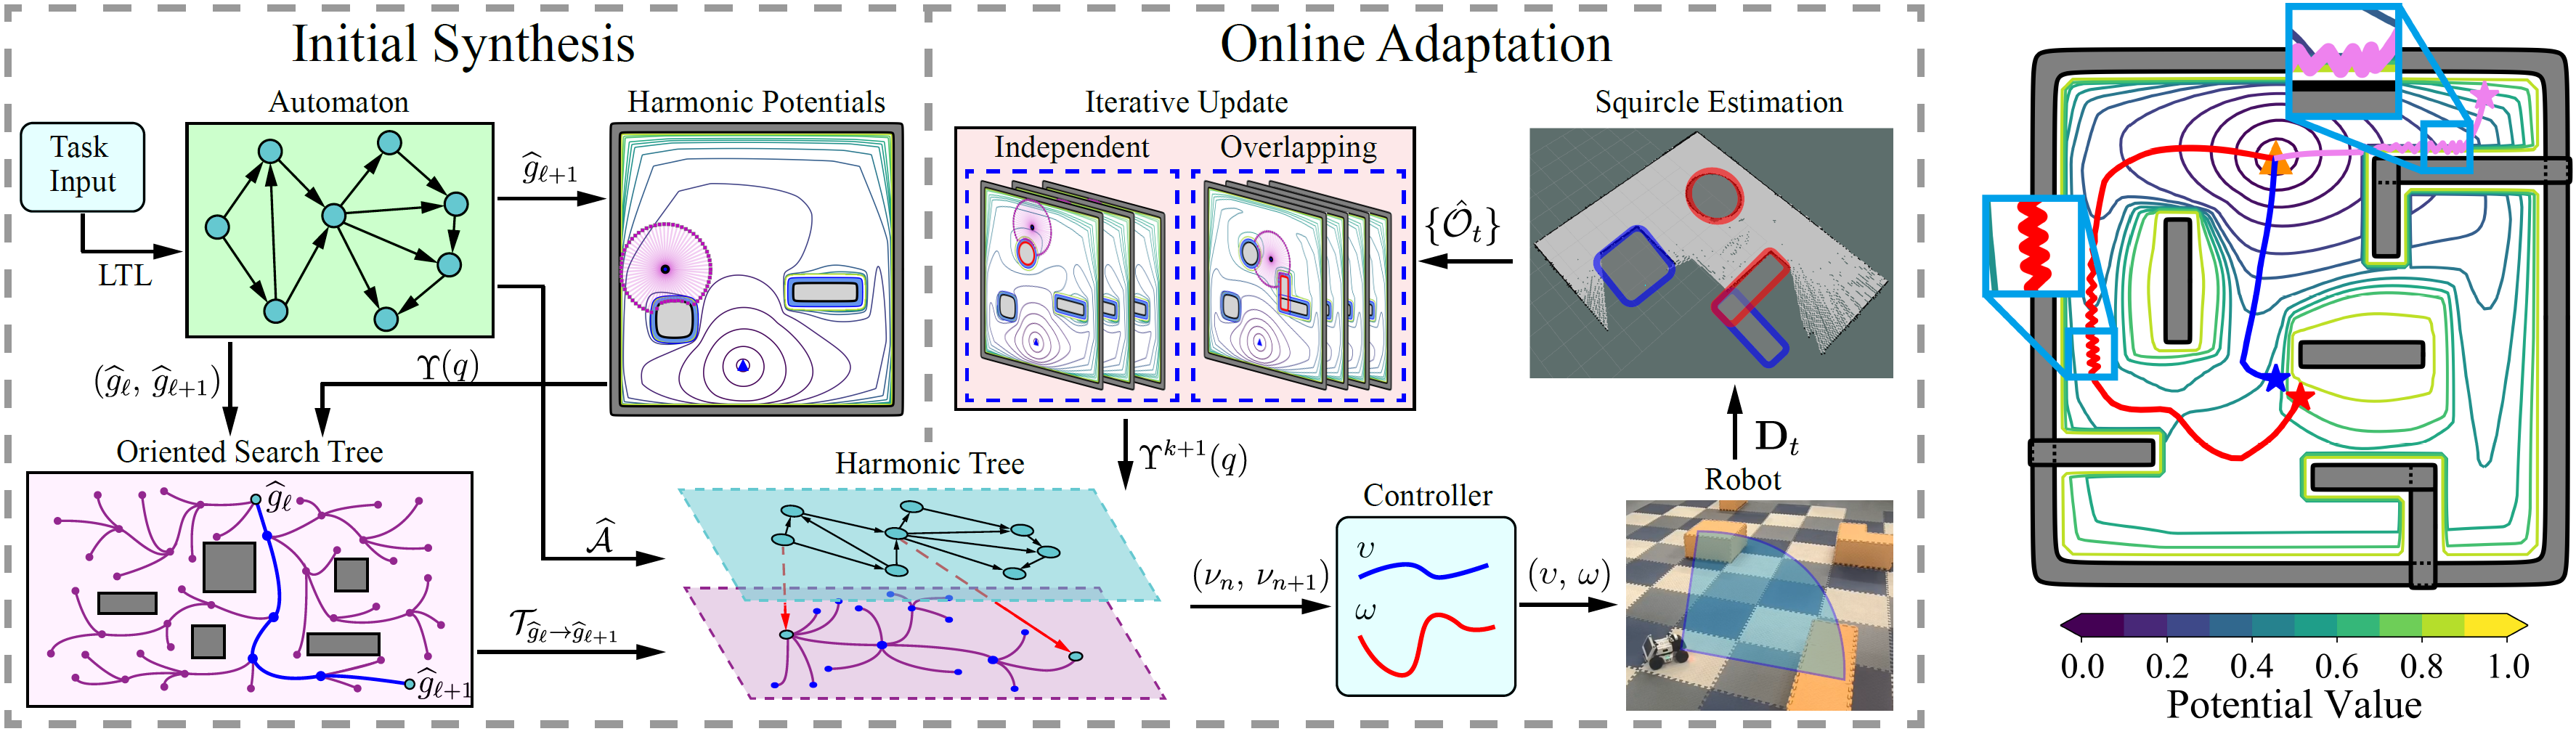 Initial Synthesis
Online Adaptation
Automaton
Harmonic Potentials
Iterative Update
Squircle Estimation
Task
Input
Independent
Overlapping
LTL
$\widehat{g}_{\ell+1}$
$\{\hat{\mathcal{O}}_t\}$
$(\widehat{g}_\ell, \widehat{g}_{\ell+1})$
$\Upsilon(q)$
Oriented Search Tree
$\widehat{g}_\ell$
$\widehat{g}_{\ell+1}$
$\widehat{\mathcal{A}}$
$\mathcal{T}_{\widehat{g}_\ell \to \widehat{g}_{\ell+1}}$
Harmonic Tree
$\Upsilon^{k+1}(q)$
$(\nu_n, \nu_{n+1})$
Controller
$\upsilon$
$\omega$
$(\upsilon, \omega)$
Robot
$\mathbf{D}_t$
0.0 0.2 0.4 0.6 0.8 1.0
Potential Value